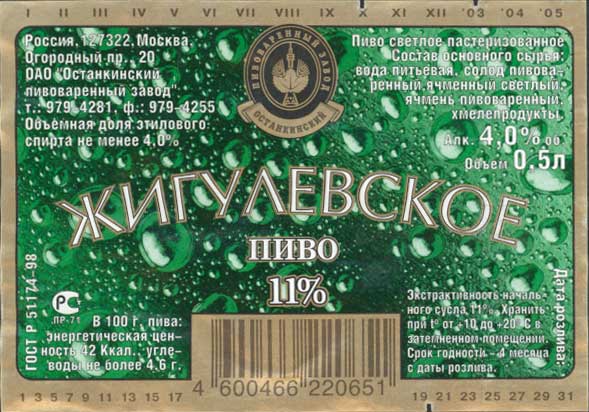 I II III IV V VI VII VIII IX X XI XII '03 '04 '05
Россия, 127322, Москва,
Огородный пр., 20
ОАО "Останкинский
пивоваренный завод"
т.: 979-4281, ф.: 979-4255
Объёмная доля этилового
спирта не менее 4,0%
ПИВОВАРЕННЫЙ ЗАВОД
ОСТАНКИНСКИЙ
Пиво светлое пастеризованное
Состав основного сырья:
вода питьевая, солод пивова-
ренный ячменный светлый,
ячмень пивоваренный,
хмелепродукты.
Алк. 4,0% об.
Объем 0,5л
ЖИГУЛЕВСКОЕ
ПИВО
11%
ГОСТ Р 51174-98
РС
ПР-71
В 100 г. пива:
энергетическая цен-
ность 42 Ккал., угле-
воды не более 4,6 г.
Экстрактивность началь-
ного сусла 11%. Хранить
при t° от +10 до +20°С в
затемненном помещении.
Срок годности – 4 месяца
с даты розлива.
Дата розлива:
4 600466 220651
1 3 5 7 9 11 13 15 17
19 21 23 25 27 29 31